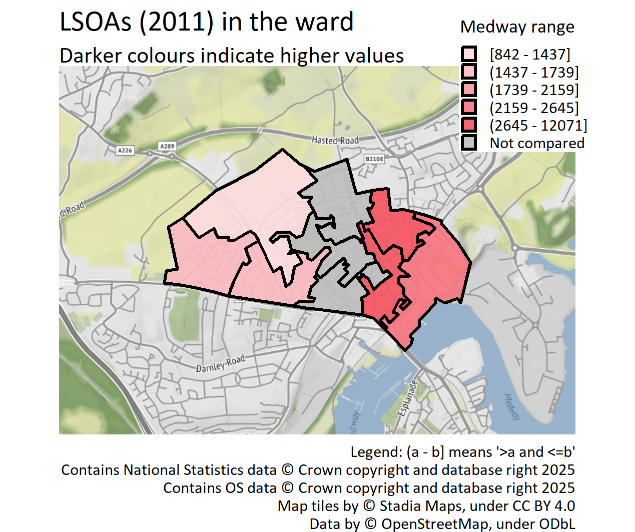 LSOAs (2011) in the ward
Darker colours indicate higher values
Medway range
[842 - 1437]
(1437 - 1739]
(1739 - 2159]
(2159 - 2645]
(2645 - 12071]
Not compared
Hasted Road
A226
A289
B2108
d Road
Darnley Road
Esplanade
Medway
dway
Legend: (a - b] means '>a and <=b'
Contains National Statistics data © Crown copyright and database right 2025
Contains OS data © Crown copyright and database right 2025
Map tiles by © Stadia Maps, under CC BY 4.0
Data by © OpenStreetMap, under ODbL